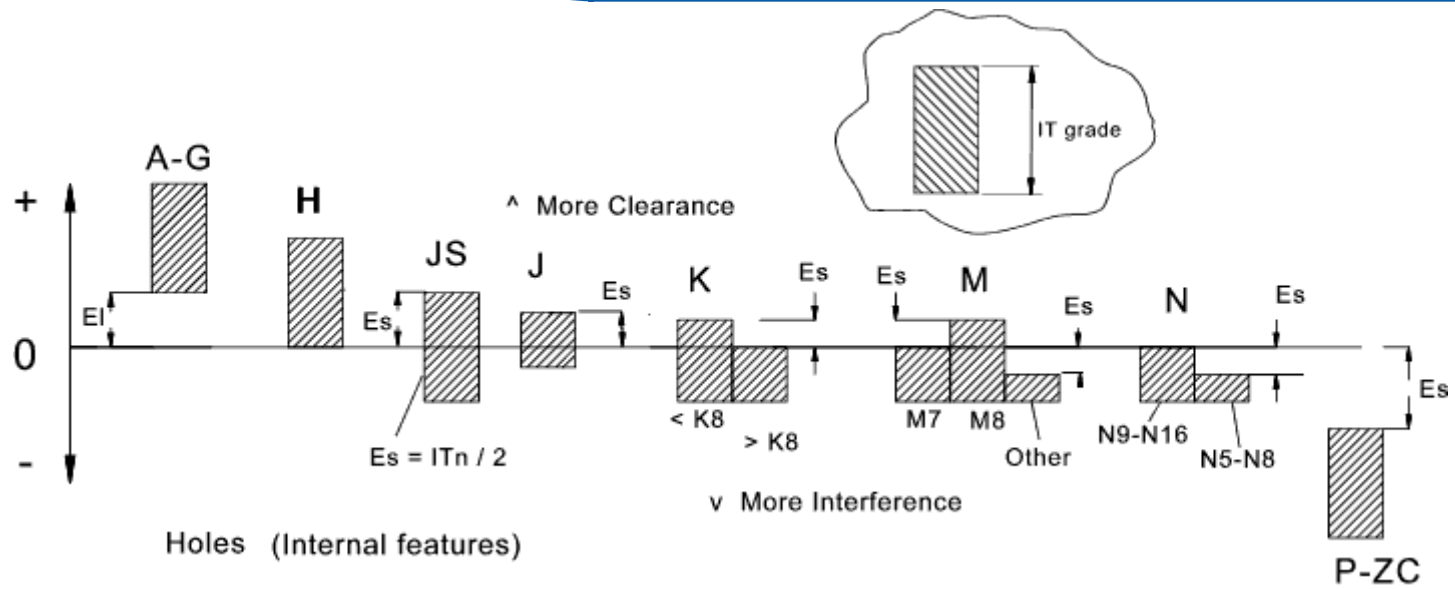 IT grade
A-G
+
H
^ More Clearance
JS
J
K
Es
Es
M
Es
Es
N
Es
EI
Es
0
Es
< K8
> K8
M7
M8
Other
N9-N16
N5-N8
Es = ITn / 2
-
v More Interference
Holes (Internal features)
P-ZC